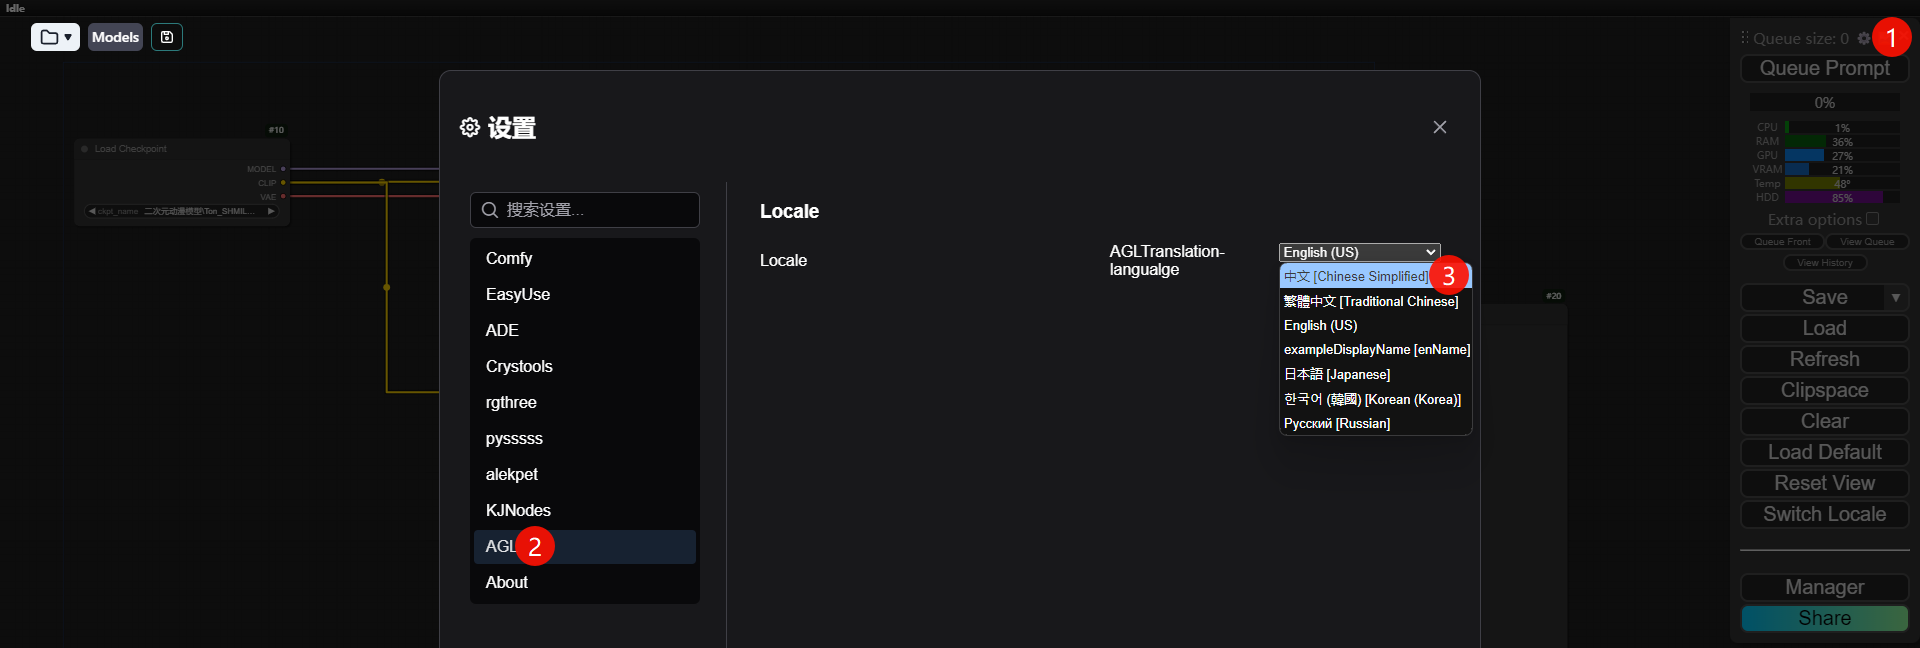 Idle
Models
Queue size: 0
1
Queue Prompt
0%
CPU 1%
RAM 36%
GPU 27%
VRAM 21%
Temp 48°
HDD 85%
Extra options
Queue Front
View Queue
View History
Save
Load
Refresh
Clipspace
Clear
Load Default
Reset View
Switch Locale
Manager
Share
#10
Load Checkpoint
MODEL
CLIP
VAE
ckpt_name 二次元动漫模型\Ton_SHMIL...
#20
设置
搜索设置...
Comfy
EasyUse
ADE
Crystools
rgthree
pysssss
alekpet
KJNodes
AGL 2
About
Locale
Locale
AGLTranslation-
langualge
English (US)
中文 [Chinese Simplified] 3
繁體中文 [Traditional Chinese]
English (US)
exampleDisplayName [enName]
日本語 [Japanese]
한국어 (韓國) [Korean (Korea)]
Русский [Russian]